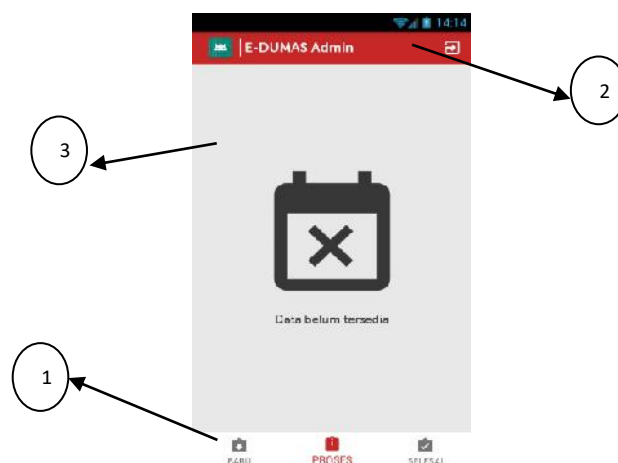 14:14
E-DUMAS Admin
2
3
Data belum tersedia
1
BARU PROSES SELESAI